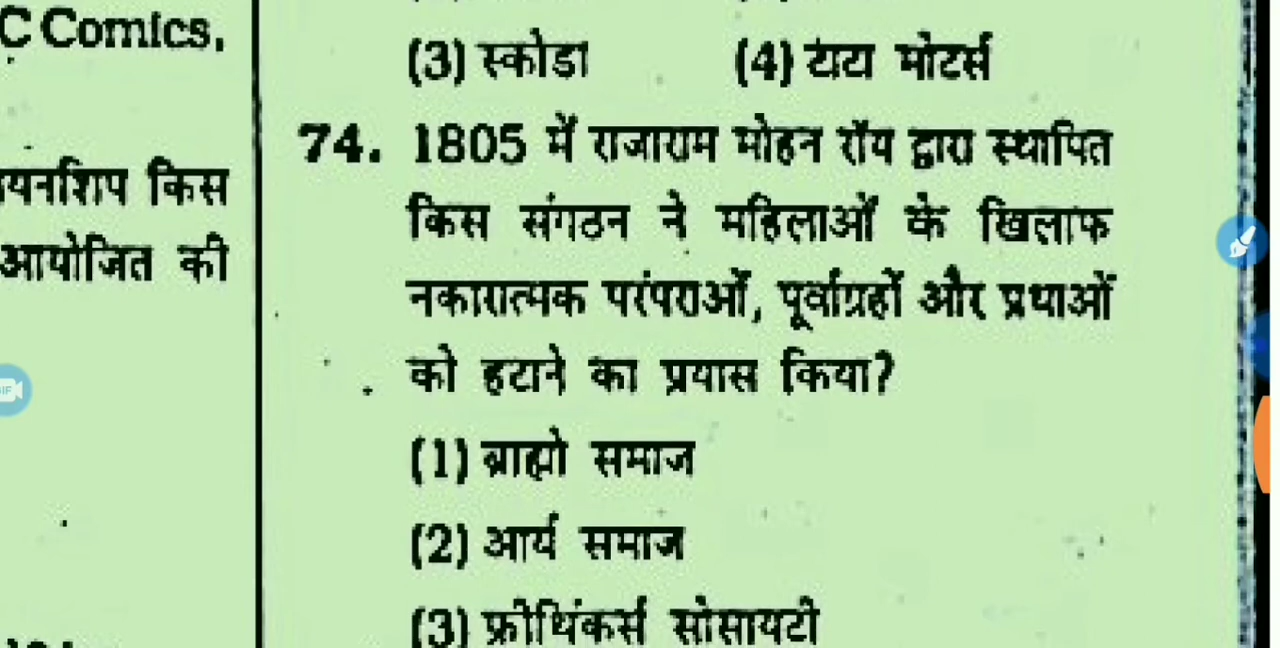 C Comics,
यनशिप किस
आयोजित की
(3) स्कोडा (4) टाटा मोटर्स
74. 1805 में राजाराम मोहन रॉय द्वारा स्थापित
किस संगठन ने महिलाओं के खिलाफ
नकारात्मक परंपराओं, पूर्वाग्रहों और प्रथाओं
को हटाने का प्रयास किया?
(1) ब्राह्मो समाज
(2) आर्य समाज
(3) फ्रीथिंकर्स सोसायटी